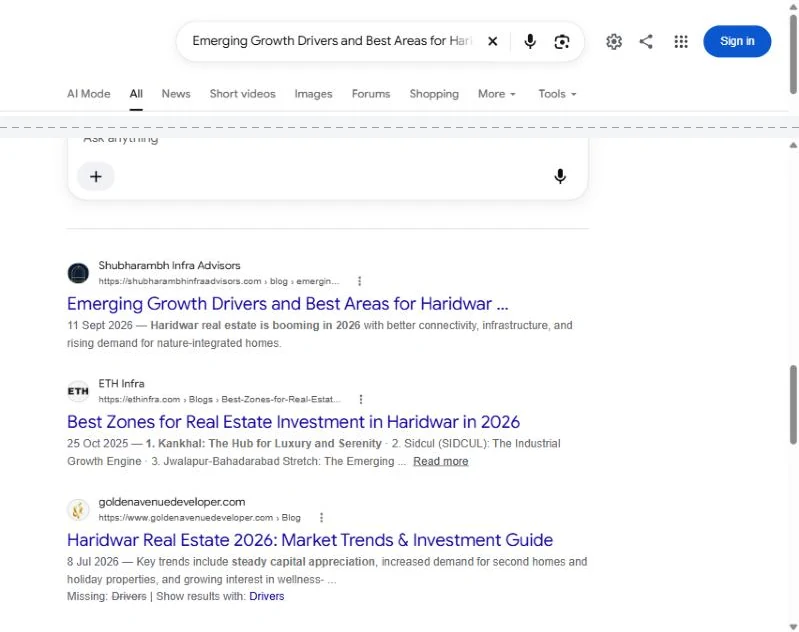 Emerging Growth Drivers and Best Areas for Hari
Sign in
AI Mode All News Short videos Images Forums Shopping More Tools
Ask anything
Shubharambh Infra Advisors
https://shubharambhinfraadvisors.com › blog › emergin...
Emerging Growth Drivers and Best Areas for Haridwar ...
11 Sept 2026 — Haridwar real estate is booming in 2026 with better connectivity, infrastructure, and
rising demand for nature-integrated homes.
ETH
ETH Infra
https://ethinfra.com › Blogs › Best-Zones-for-Real-Estat...
Best Zones for Real Estate Investment in Haridwar in 2026
25 Oct 2025 — 1. Kankhal: The Hub for Luxury and Serenity · 2. Sidcul (SIDCUL): The Industrial
Growth Engine · 3. Jwalapur-Bahadarabad Stretch: The Emerging ... Read more
goldenavenuedeveloper.com
https://www.goldenavenuedeveloper.com › Blog
Haridwar Real Estate 2026: Market Trends & Investment Guide
8 Jul 2026 — Key trends include steady capital appreciation, increased demand for second homes and
holiday properties, and growing interest in wellness- ...
Missing: Drivers | Show results with: Drivers